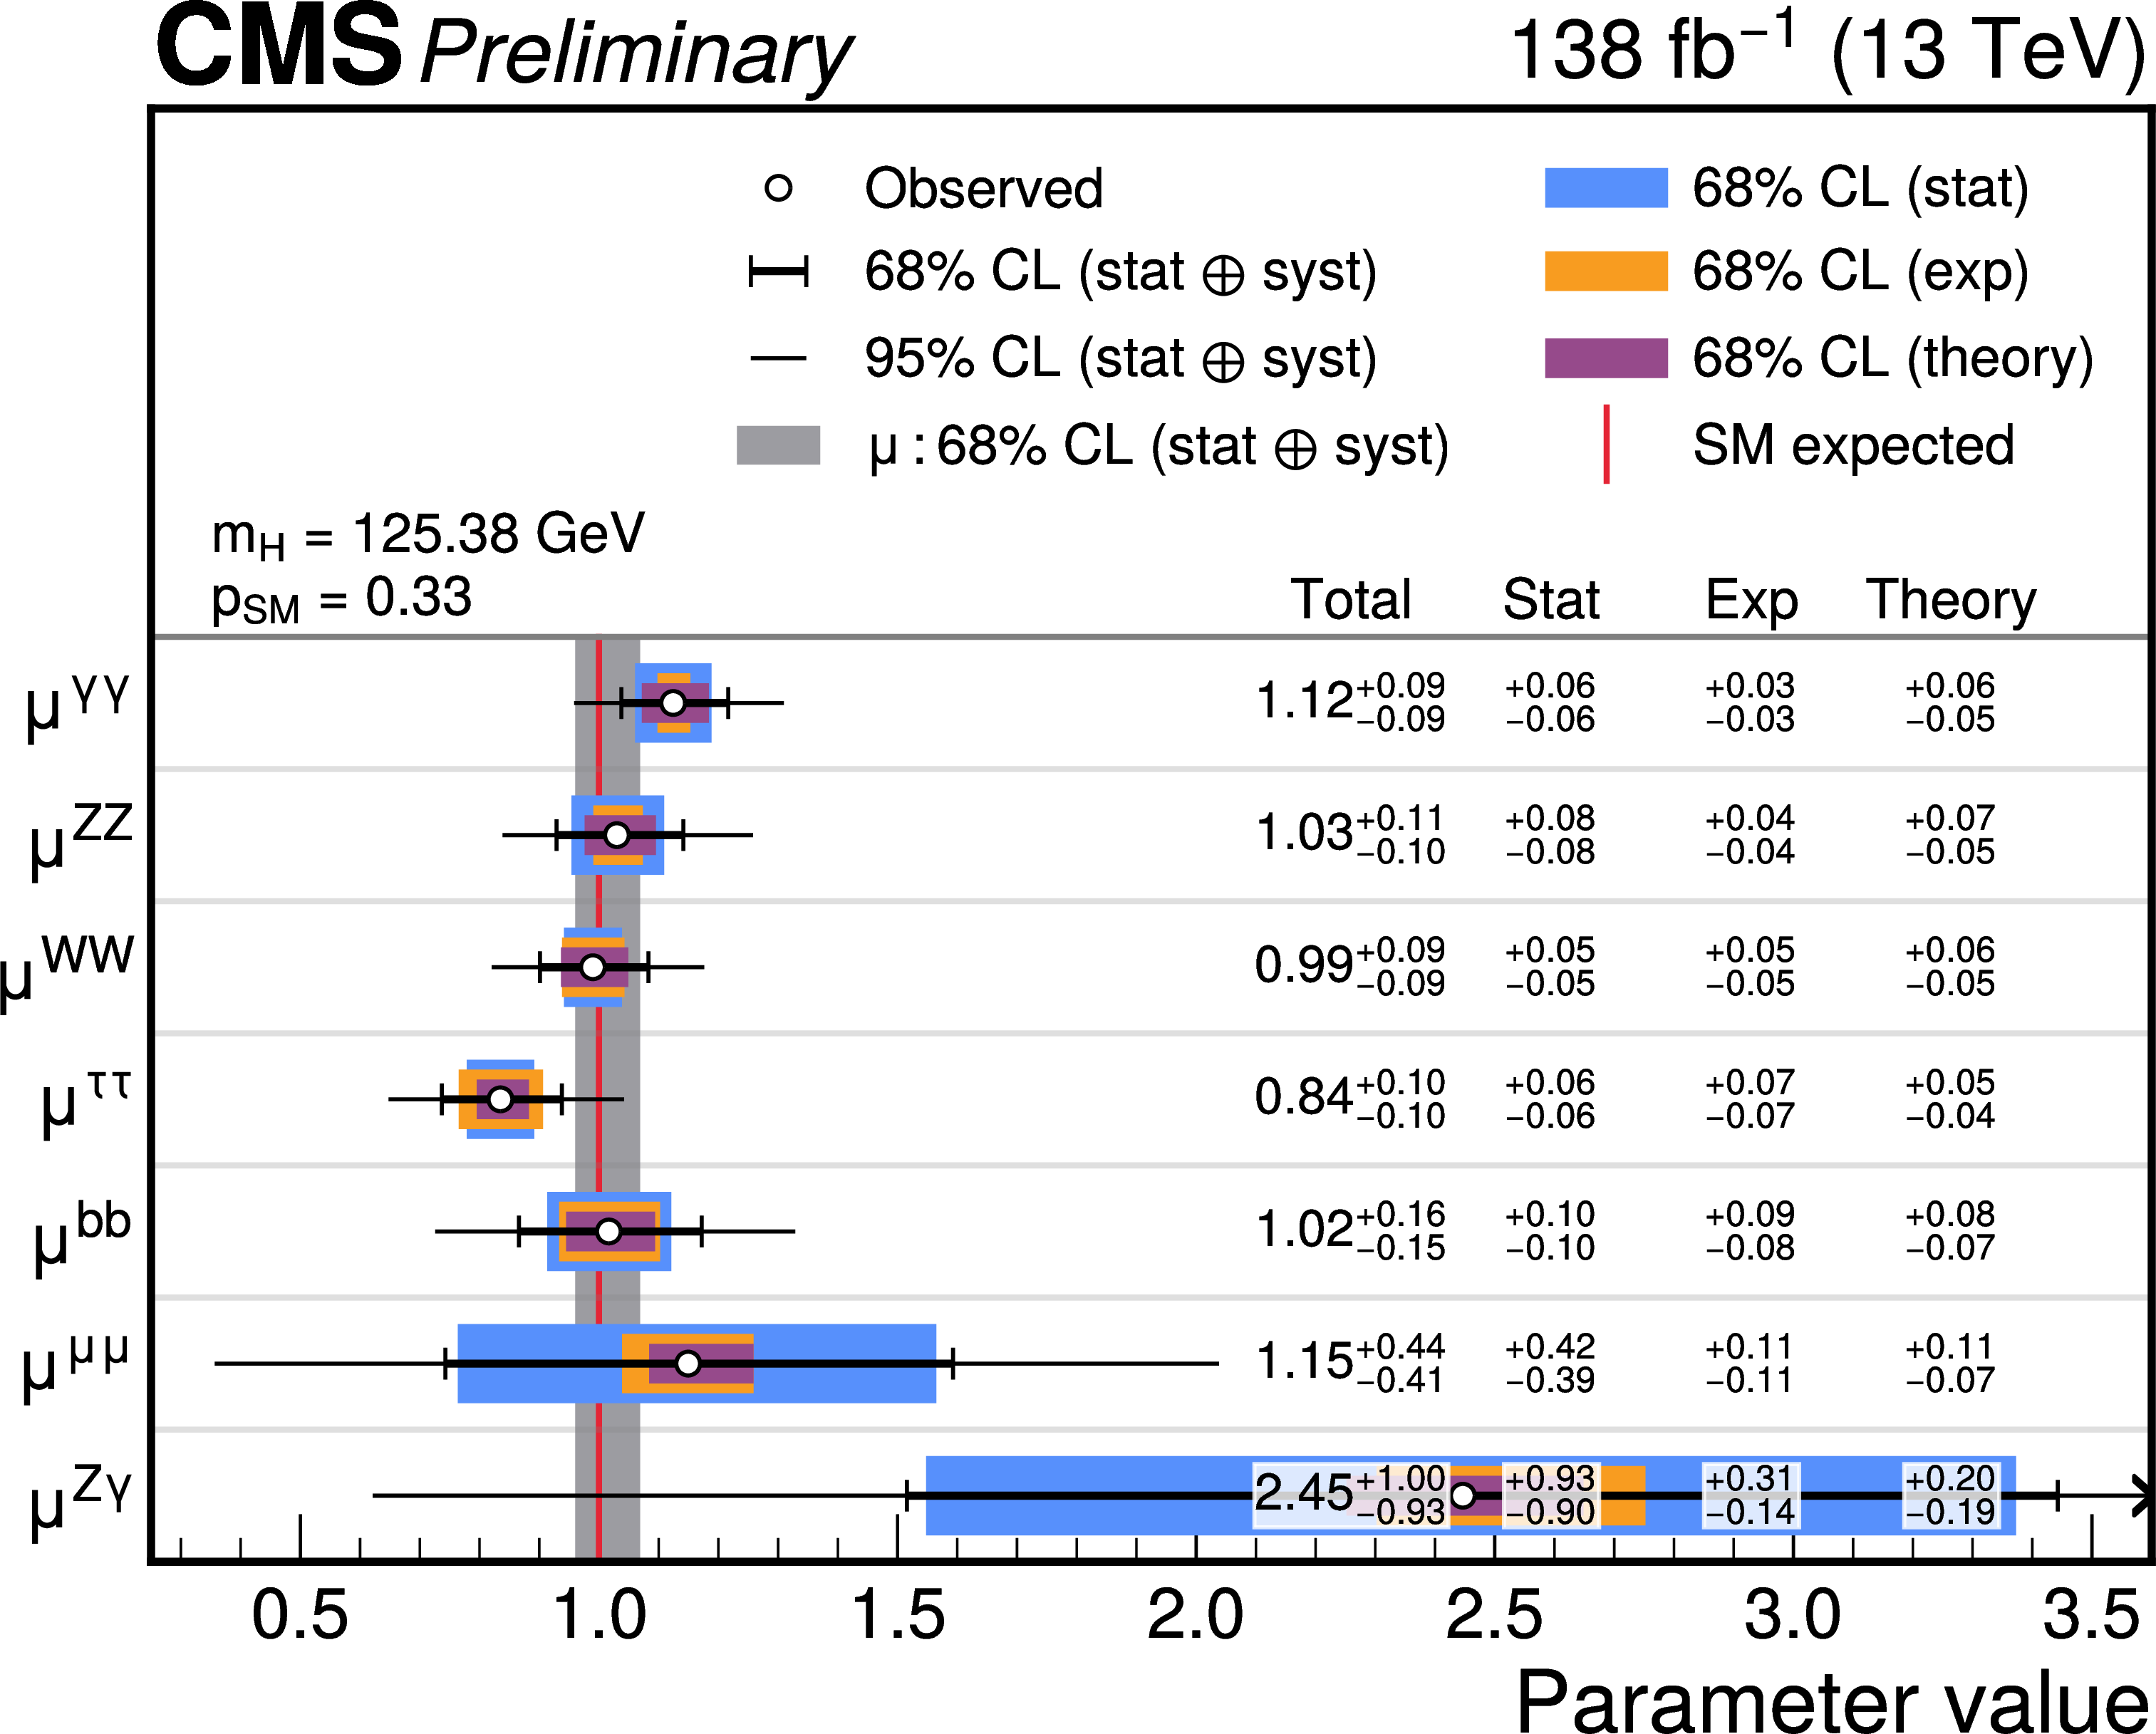 CMS Preliminary 138 fb⁻¹ (13 TeV)
Observed 68% CL (stat)
68% CL (stat ⊕ syst) 68% CL (exp)
95% CL (stat ⊕ syst) 68% CL (theory)
μ : 68% CL (stat ⊕ syst) SM expected
m_H = 125.38 GeV
p_SM = 0.33
Total Stat Exp Theory
μ^γγ 1.12 +0.09 −0.09 +0.06 −0.06 +0.03 −0.03 +0.06 −0.05
μ^ZZ 1.03 +0.11 −0.10 +0.08 −0.08 +0.04 −0.04 +0.07 −0.05
μ^WW 0.99 +0.09 −0.09 +0.05 −0.05 +0.05 −0.05 +0.06 −0.05
μ^ττ 0.84 +0.10 −0.10 +0.06 −0.06 +0.07 −0.07 +0.05 −0.04
μ^bb 1.02 +0.16 −0.15 +0.10 −0.10 +0.09 −0.08 +0.08 −0.07
μ^μμ 1.15 +0.44 −0.41 +0.42 −0.39 +0.11 −0.11 +0.11 −0.07
μ^Zγ 2.45 +1.00 −0.93 +0.93 −0.90 +0.31 −0.14 +0.20 −0.19
0.5 1.0 1.5 2.0 2.5 3.0 3.5
Parameter value